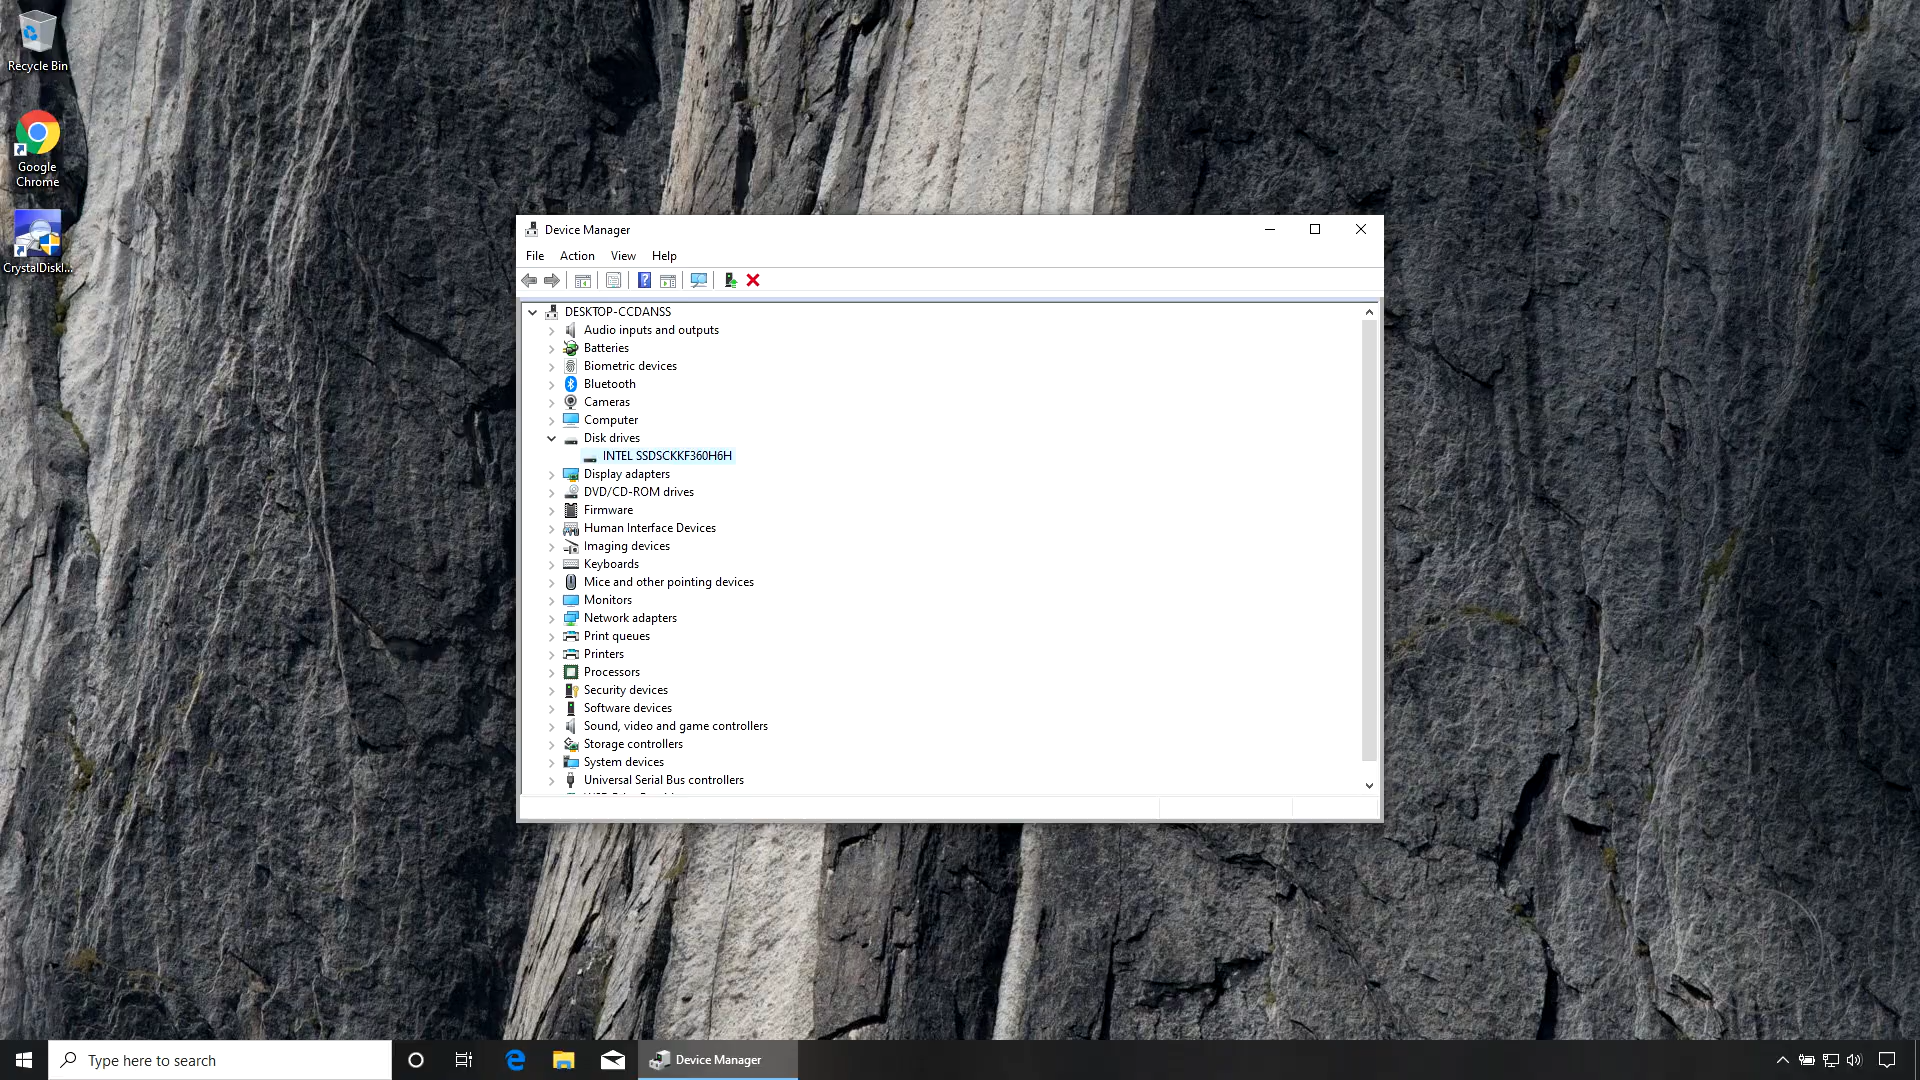 Recycle Bin
Google
Chrome
CrystalDiskI...
Device Manager
File Action View Help
DESKTOP-CCDANSS
Audio inputs and outputs
Batteries
Biometric devices
Bluetooth
Cameras
Computer
Disk drives
INTEL SSDSCKKF360H6H
Display adapters
DVD/CD-ROM drives
Firmware
Human Interface Devices
Imaging devices
Keyboards
Mice and other pointing devices
Monitors
Network adapters
Print queues
Printers
Processors
Security devices
Software devices
Sound, video and game controllers
Storage controllers
System devices
Universal Serial Bus controllers
Type here to search
Device Manager